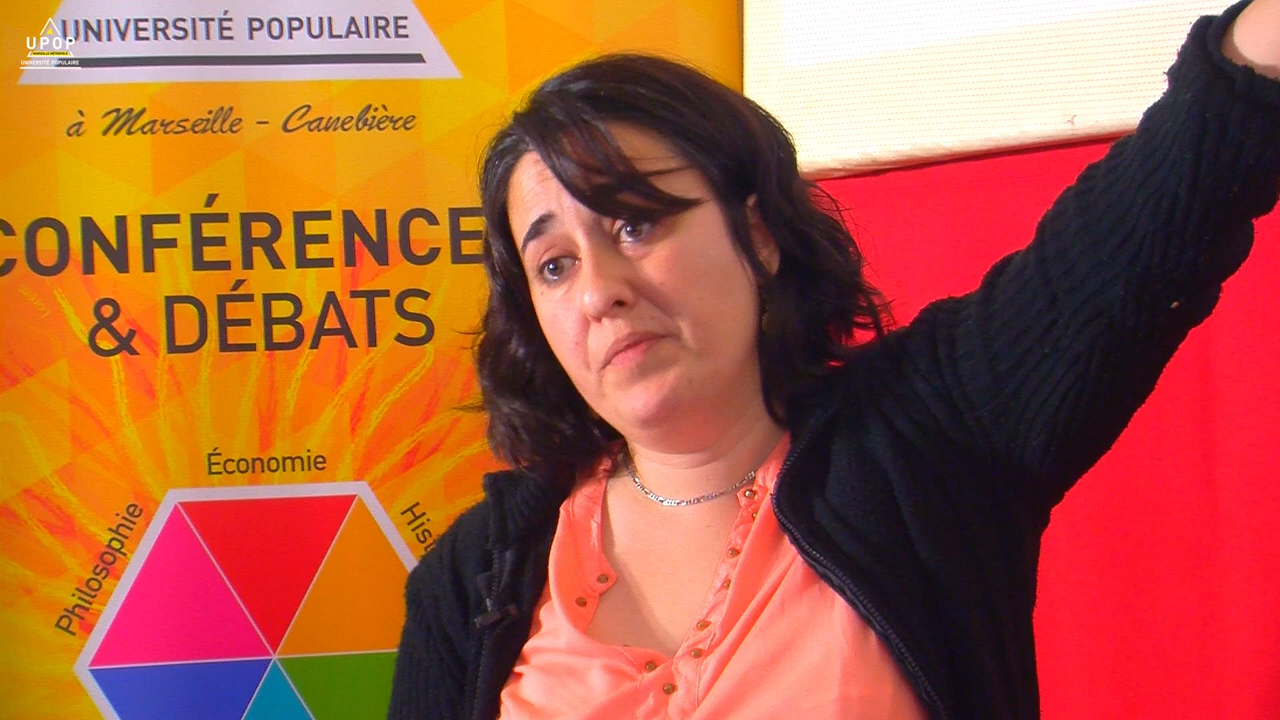 UPOP
UNIVERSITÉ POPULAIRE
UNIVERSITÉ POPULAIRE
à Marseille - Canebière
CONFÉRENCE
& DÉBATS
Économie
Philosophie